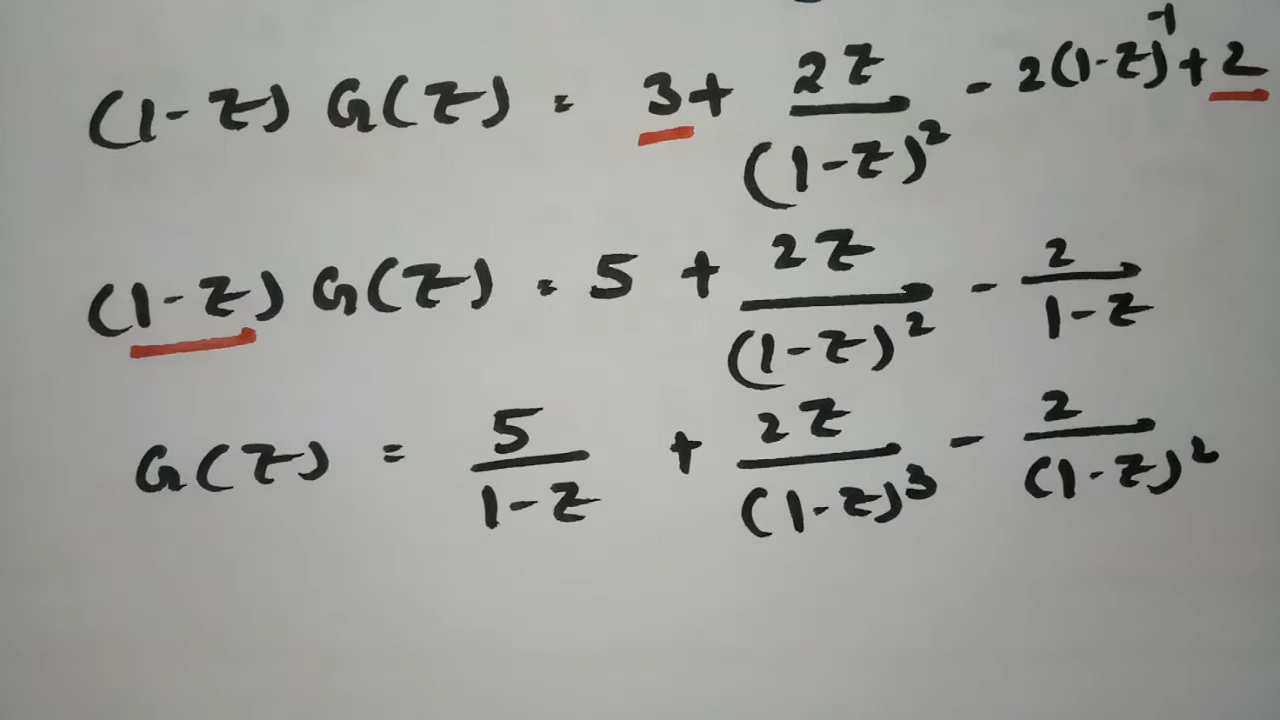 (1-z) G(z) = 3 + 2z/(1-z)² - 2(1-z)⁻¹ + 2
(1-z) G(z) = 5 + 2z/(1-z)² - 2/1-z
G(z) = 5/1-z + 2z/(1-z)³ - 2/(1-z)²